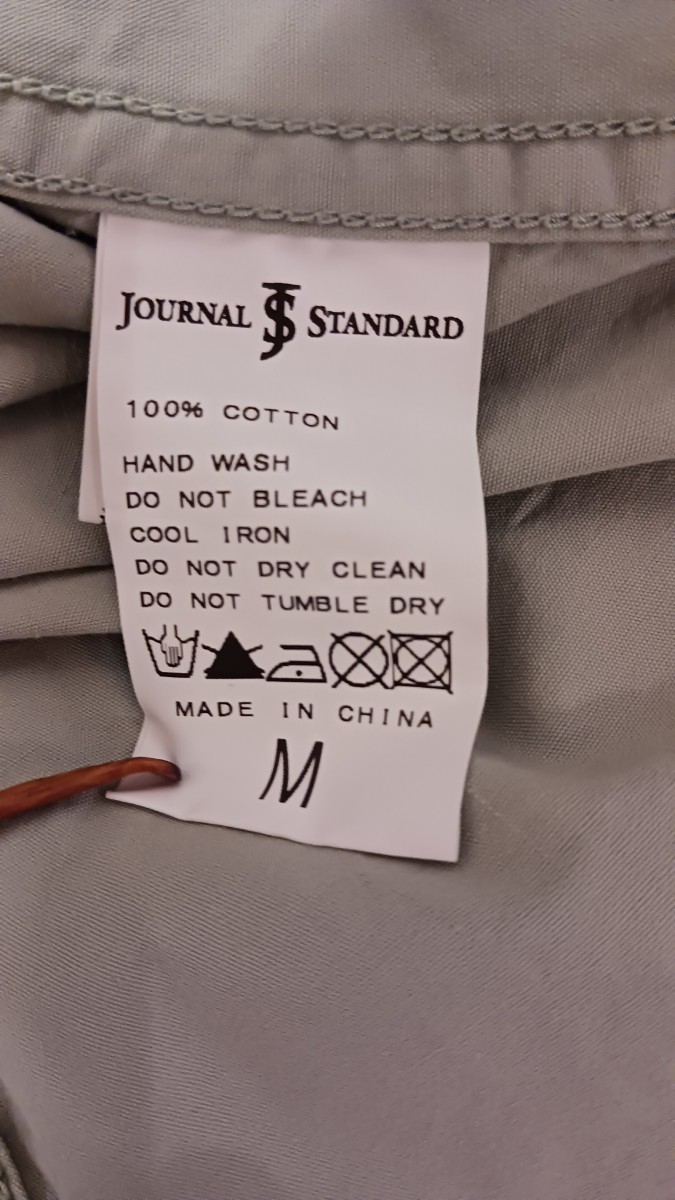 JOURNAL JS STANDARD
100% COTTON
HAND WASH
DO NOT BLEACH
COOL IRON
DO NOT DRY CLEAN
DO NOT TUMBLE DRY
MADE IN CHINA
M